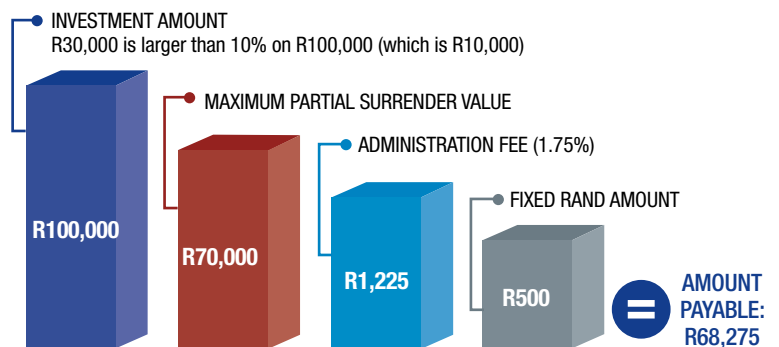 INVESTMENT AMOUNT
R30,000 is larger than 10% on R100,000 (which is R10,000)
MAXIMUM PARTIAL SURRENDER VALUE
ADMINISTRATION FEE (1.75%)
FIXED RAND AMOUNT
R100,000
R70,000
R1,225
R500
=
AMOUNT
PAYABLE:
R68,275